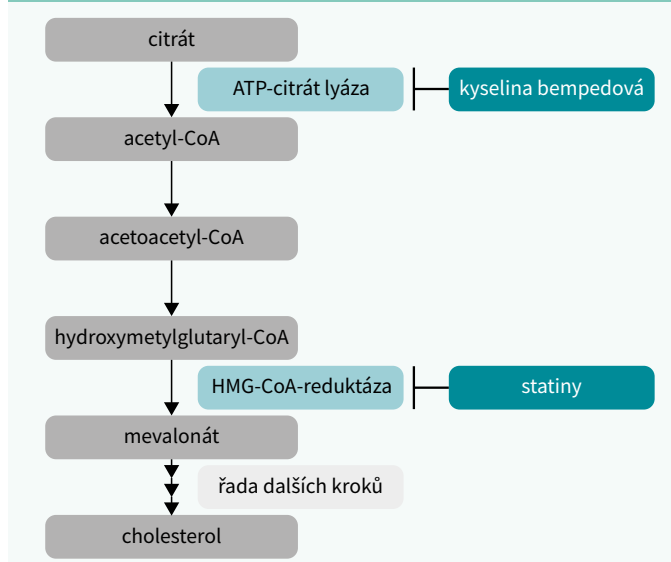 citrát
ATP-citrát lyáza
kyselina bempedová
acetyl-CoA
acetoacetyl-CoA
hydroxymetylglutaryl-CoA
HMG-CoA-reduktáza
statiny
mevalonát
řada dalších kroků
cholesterol